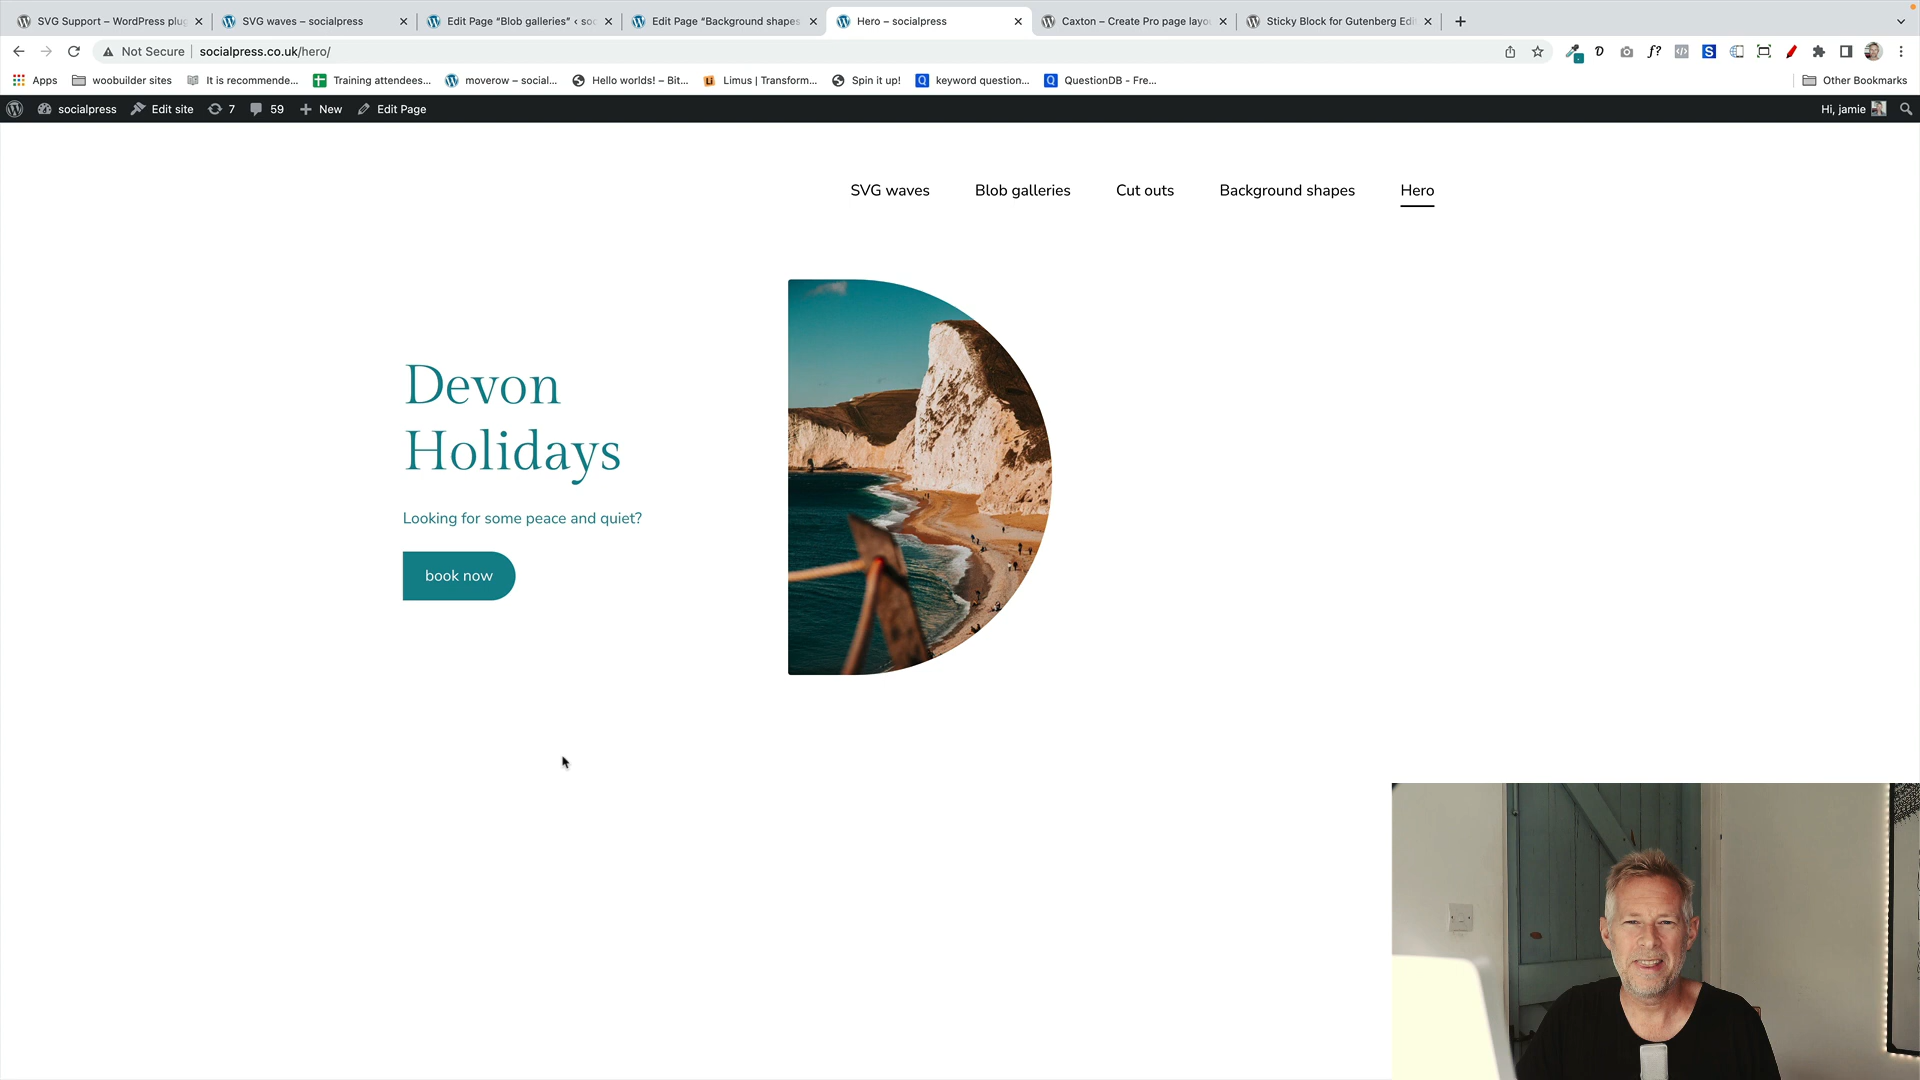 SVG Support – WordPress plug
SVG waves – socialpress
Edit Page “Blob galleries” ‹ soc
Edit Page “Background shapes
Hero – socialpress
Caxton – Create Pro page layou
Sticky Block for Gutenberg Edi
Not Secure
socialpress.co.uk/hero/
Apps
woobuilder sites
It is recommende...
Training attendees...
moverow – social...
Hello worlds! – Bit...
Limus | Transform...
Spin it up!
keyword question...
QuestionDB - Fre...
Other Bookmarks
socialpress
Edit site
7
59
New
Edit Page
Hi, jamie
SVG waves
Blob galleries
Cut outs
Background shapes
Hero
Devon
Holidays
Looking for some peace and quiet?
book now